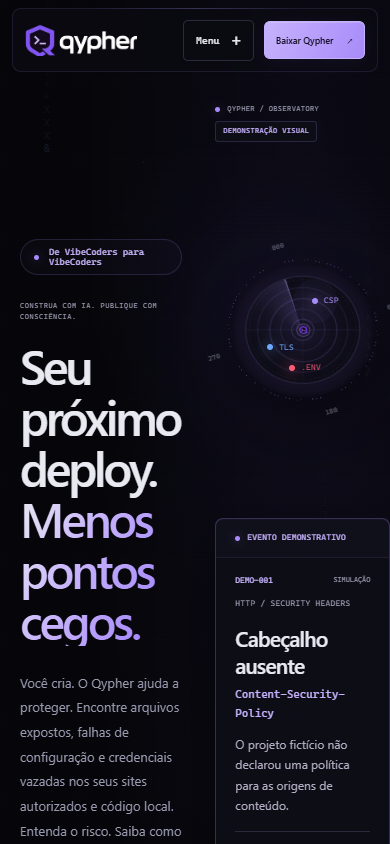 qypher
Menu +
Baixar Qypher ↗
QYPHER / OBSERVATORY
DEMONSTRAÇÃO VISUAL
De VibeCoders para
VibeCoders
CONSTRUA COM IA. PUBLIQUE COM
CONSCIÊNCIA.
Seu
próximo
deploy.
Menos
pontos
cegos.
Você cria. O Qypher ajuda a
proteger. Encontre arquivos
expostos, falhas de
configuração e credenciais
vazadas nos seus sites
autorizados e código local.
Entenda o risco. Saiba como
000
CSP
TLS
.ENV
270
180
EVENTO DEMONSTRATIVO
DEMO-001
SIMULAÇÃO
HTTP / SECURITY HEADERS
Cabeçalho
ausente
Content-Security-
Policy
O projeto fictício não
declarou uma política
para as origens de
conteúdo.